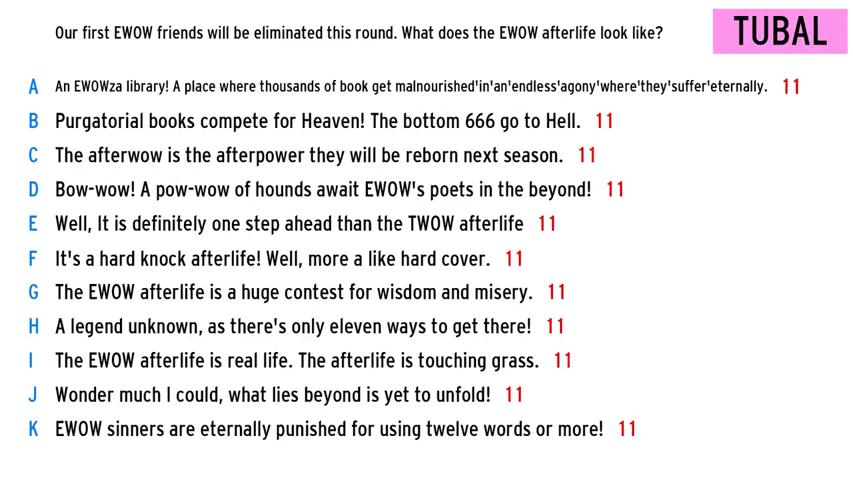 Our first EWOW friends will be eliminated this round. What does the EWOW afterlife look like?
TUBAL
A An EWOWza library! A place where thousands of book get malnourished'in'an'endless'agony'where'they'suffer'eternally. 11
B Purgatorial books compete for Heaven! The bottom 666 go to Hell. 11
C The afterwow is the afterpower they will be reborn next season. 11
D Bow-wow! A pow-wow of hounds await EWOW's poets in the beyond! 11
E Well, It is definitely one step ahead than the TWOW afterlife 11
F It's a hard knock afterlife! Well, more a like hard cover. 11
G The EWOW afterlife is a huge contest for wisdom and misery. 11
H A legend unknown, as there's only eleven ways to get there! 11
I The EWOW afterlife is real life. The afterlife is touching grass. 11
J Wonder much I could, what lies beyond is yet to unfold! 11
K EWOW sinners are eternally punished for using twelve words or more! 11